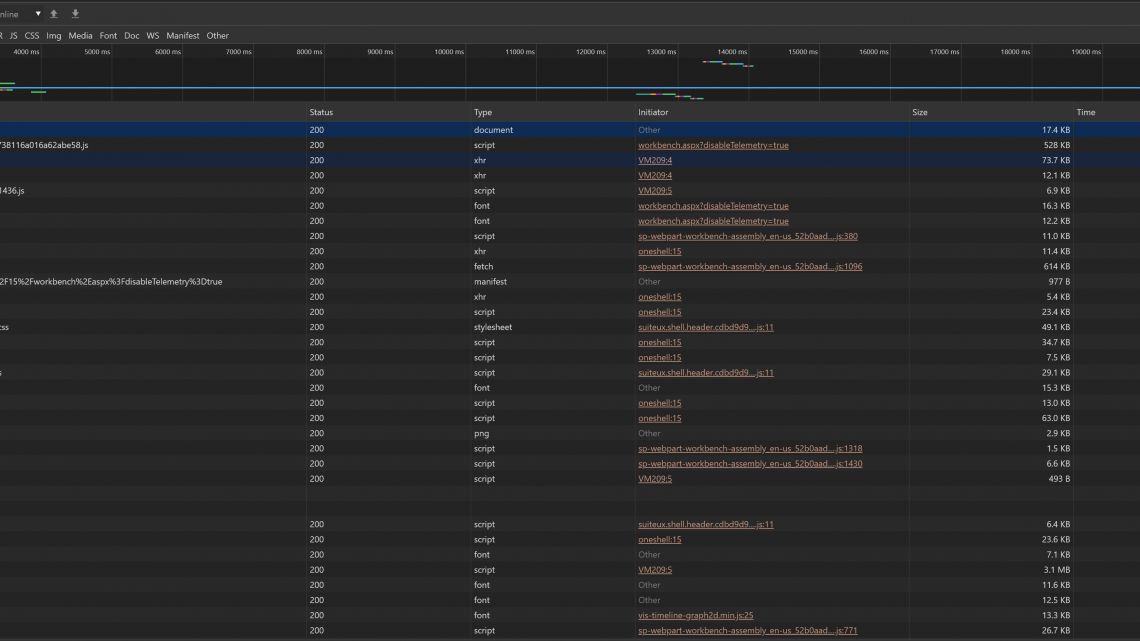 nline
R JS CSS Img Media Font Doc WS Manifest Other
4000 ms 5000 ms 6000 ms 7000 ms 8000 ms 9000 ms 10000 ms 11000 ms 12000 ms 13000 ms 14000 ms 15000 ms 16000 ms 17000 ms 18000 ms 19000 ms
Status Type Initiator Size Time
200 document Other 17.4 KB
738116a016a62abe58.js 200 script workbench.aspx?disableTelemetry=true 528 KB
200 xhr VM209:4 73.7 KB
200 xhr VM209:4 12.1 KB
1436.js 200 script VM209:5 6.9 KB
200 font workbench.aspx?disableTelemetry=true 16.3 KB
200 font workbench.aspx?disableTelemetry=true 12.2 KB
200 script sp-webpart-workbench-assembly_en-us_52b0aad....js:380 11.0 KB
200 xhr oneshell:15 11.4 KB
200 fetch sp-webpart-workbench-assembly_en-us_52b0aad....js:1096 614 KB
2F15%2Fworkbench%2Easpx%3FdisableTelemetry%3Dtrue 200 manifest Other 977 B
200 xhr oneshell:15 5.4 KB
200 script oneshell:15 23.4 KB
css 200 stylesheet suiteux.shell.header.cdbd9d9....js:11 49.1 KB
200 script oneshell:15 34.7 KB
200 script oneshell:15 7.5 KB
s 200 script suiteux.shell.header.cdbd9d9....js:11 29.1 KB
200 font Other 15.3 KB
200 script oneshell:15 13.0 KB
200 script oneshell:15 63.0 KB
200 png Other 2.9 KB
200 script sp-webpart-workbench-assembly_en-us_52b0aad....js:1318 1.5 KB
200 script sp-webpart-workbench-assembly_en-us_52b0aad....js:1430 6.6 KB
200 script VM209:5 493 B
200 script suiteux.shell.header.cdbd9d9....js:11 6.4 KB
200 script oneshell:15 23.6 KB
200 font Other 7.1 KB
200 script VM209:5 3.1 MB
200 font Other 11.6 KB
200 font Other 12.5 KB
200 font vis-timeline-graph2d.min.js:25 13.3 KB
200 script sp-webpart-workbench-assembly_en-us_52b0aad....js:771 26.7 KB